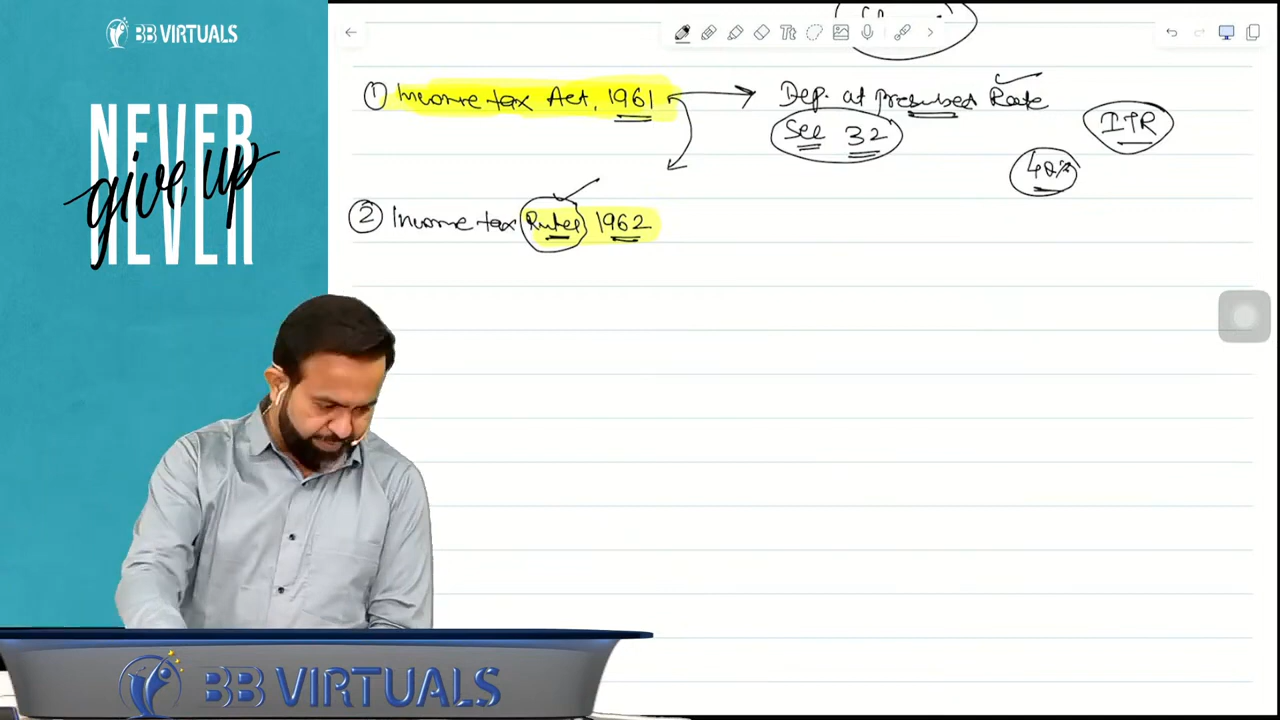 BB VIRTUALS
NEVER
give up
NEVER
① Income tax Act, 1961 → Dep. at prescribed Rate
Sec 32
ITR
40%
② Income tax Rules 1962
BB VIRTUALS